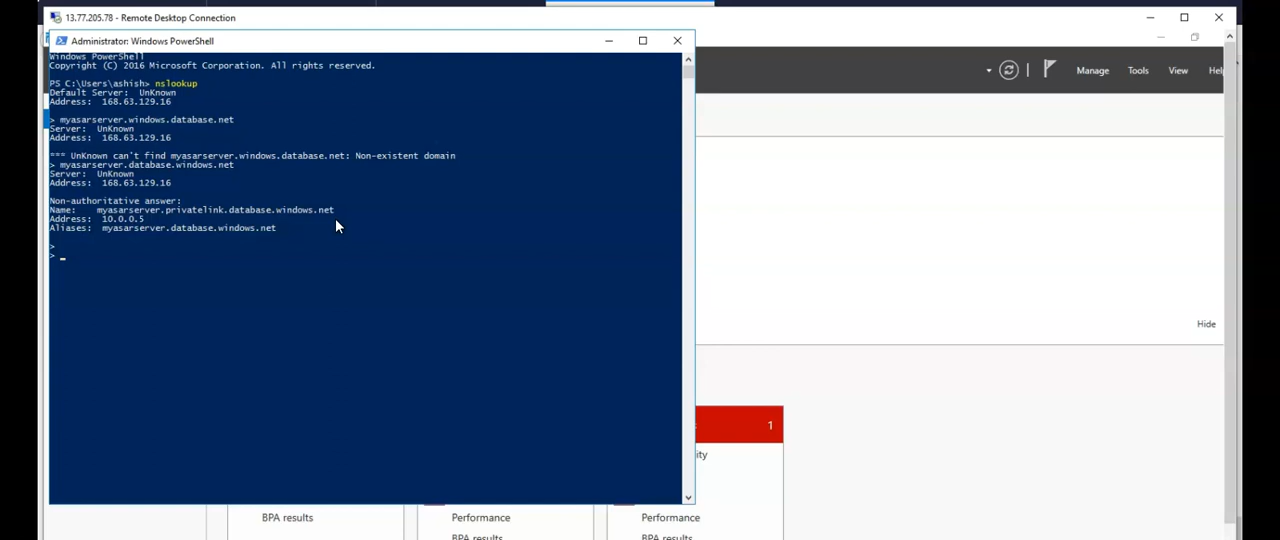 13.77.205.78 - Remote Desktop Connection
Administrator: Windows PowerShell
Windows PowerShell
Copyright (C) 2016 Microsoft Corporation. All rights reserved.
PS C:\Users\ashish> nslookup
Default Server:  UnKnown
Address:  168.63.129.16
> myasarserver.windows.database.net
Server:  UnKnown
Address:  168.63.129.16
*** UnKnown can't find myasarserver.windows.database.net: Non-existent domain
> myasarserver.database.windows.net
Server:  UnKnown
Address:  168.63.129.16
Non-authoritative answer:
Name:    myasarserver.privatelink.database.windows.net
Address:  10.0.0.5
Aliases:  myasarserver.database.windows.net
>
> _
Manage Tools View Help
Hide
1
ity
BPA results
Performance
Performance
BPA results
BPA results